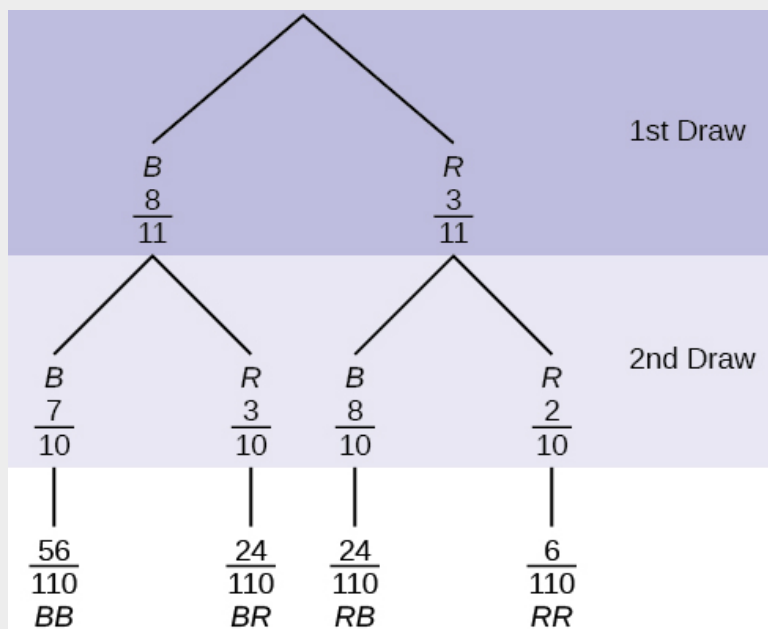 1st Draw
B R
8/11 3/11
2nd Draw
B R B R
7/10 3/10 8/10 2/10
56/110 24/110 24/110 6/110
BB BR RB RR